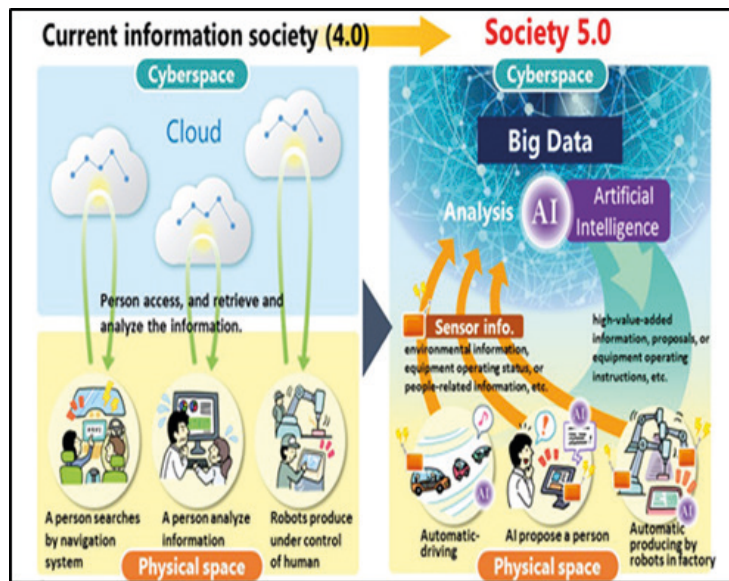 Current information society (4.0)
Society 5.0
Cyberspace
Cloud
Person access, and retrieve and
analyze the information.
A person searches
by navigation
system
A person analyze
information
Robots produce
under control
of human
Physical space
Cyberspace
Big Data
Analysis
AI
Artificial
Intelligence
Sensor info.
environmental information,
equipment operating status, or
people-related information, etc.
high-value-added
information, proposals, or
equipment operating
instructions, etc.
AI
AI
AI
Automatic-
driving
AI propose a person
Automatic
producing by
robots in factory
Physical space